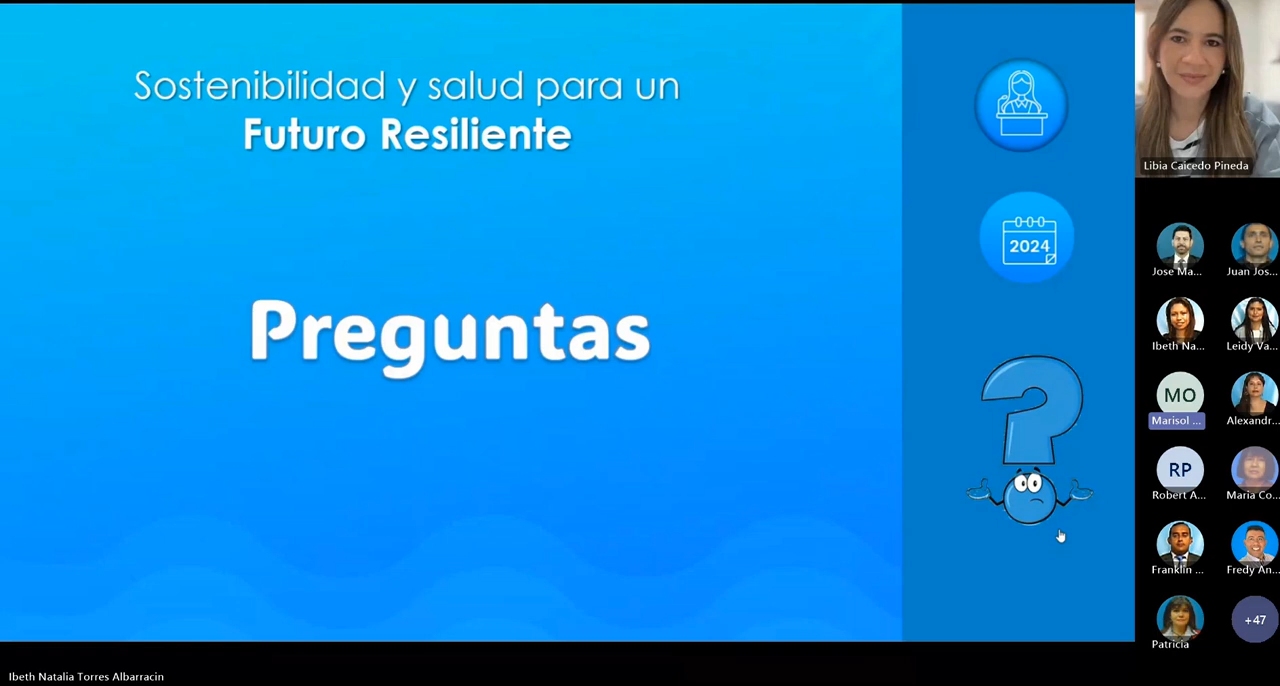 Sostenibilidad y salud para un
Futuro Resiliente
Preguntas
2024
Libia Caicedo Pineda
Jose Ma...
Juan Jos...
Ibeth Na...
Leidy Va...
MO
Marisol ...
Alexandr...
RP
Robert A...
Maria Co...
Franklin ...
Fredy An...
Patricia
+47
Ibeth Natalia Torres Albarracin